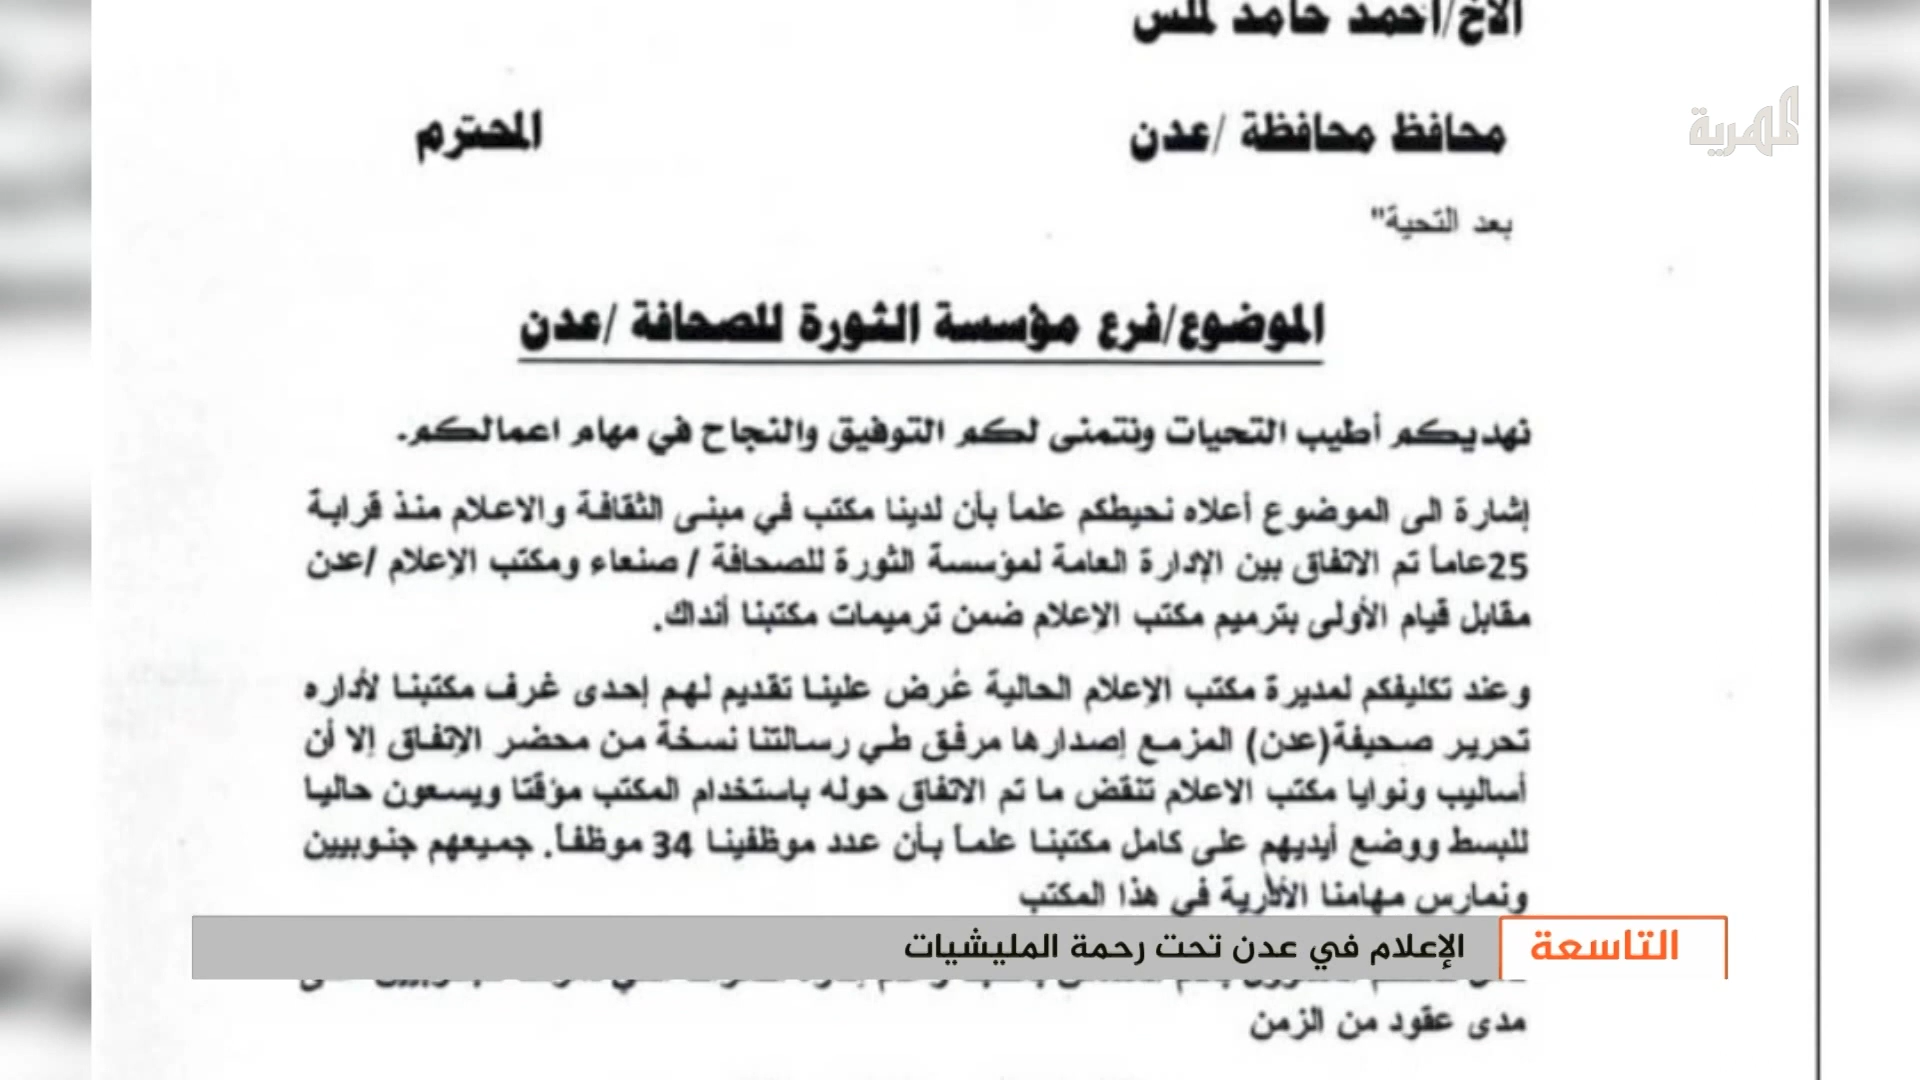 الاخ/احمد حامد لملس
محافظ محافظة /عدن المحترم
المهرية
بعد التحية"
الموضوع/فرع مؤسسة الثورة للصحافة /عدن
نهديكم أطيب التحيات ونتمنى لكم التوفيق والنجاح في مهام اعمالكم.
إشارة الى الموضوع أعلاه نحيطكم علماً بأن لدينا مكتب في مبنى الثقافة والاعلام منذ قرابة
25عاماً تم الاتفاق بين الإدارة العامة لمؤسسة الثورة للصحافة / صنعاء ومكتب الإعلام /عدن
مقابل قيام الأولى بترميم مكتب الإعلام ضمن ترميمات مكتبنا أنداك.
وعند تكليفكم لمديرة مكتب الإعلام الحالية عُرض علينا تقديم لهم إحدى غرف مكتبنا لأداره
تحرير صحيفة(عدن) المزمع إصدارها مرفق طي رسالتنا نسخة من محضر الإتفاق إلا أن
أساليب ونوايا مكتب الاعلام تنقض ما تم الاتفاق حوله باستخدام المكتب مؤقتا ويسعون حاليا
للبسط ووضع أيديهم على كامل مكتبنا علماً بأن عدد موظفينا 34 موظفاً. جميعهم جنوبيين
ونمارس مهامنا الأدارية في هذا المكتب
التاسعة الإعلام في عدن تحت رحمة المليشيات
مدى عقود من الزمن